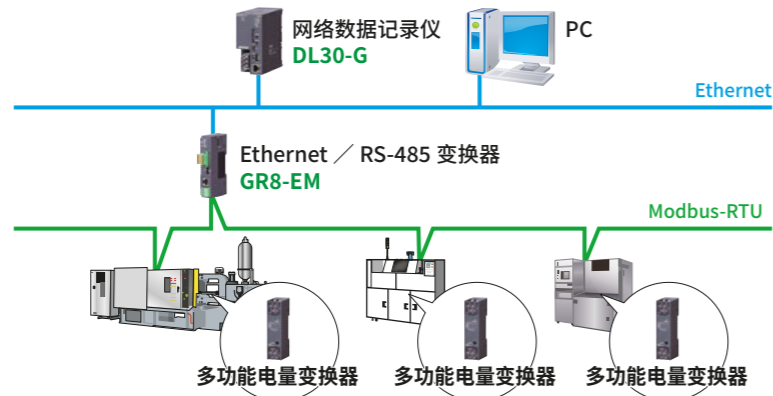 网络数据记录仪
DL30-G
PC
Ethernet
Ethernet ／ RS-485 变换器
GR8-EM
Modbus-RTU
多功能电量变换器
多功能电量变换器
多功能电量变换器